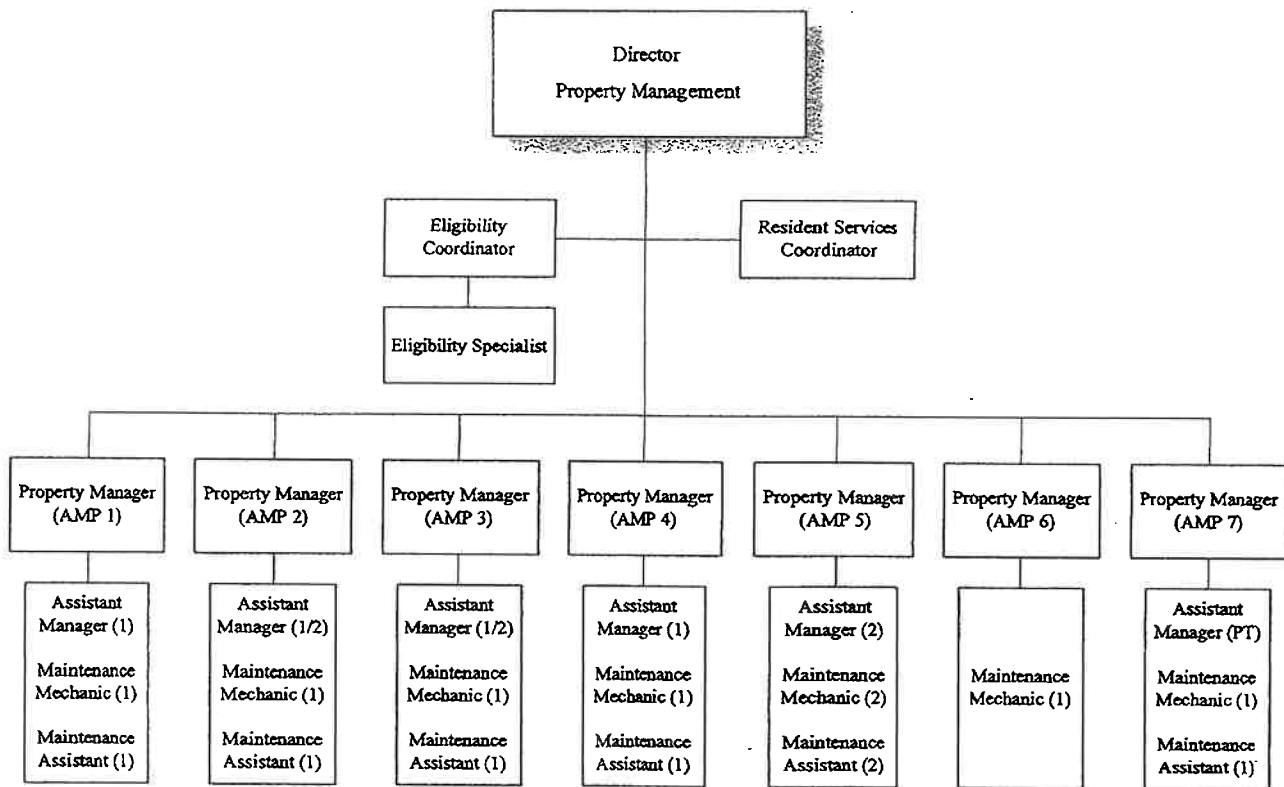 Director
Property Management
Eligibility
Coordinator
Resident Services
Coordinator
Eligibility Specialist
Property Manager
(AMP 1)
Property Manager
(AMP 2)
Property Manager
(AMP 3)
Property Manager
(AMP 4)
Property Manager
(AMP 5)
Property Manager
(AMP 6)
Property Manager
(AMP 7)
Assistant
Manager (1)
Maintenance
Mechanic (1)
Maintenance
Assistant (1)
Assistant
Manager (1/2)
Maintenance
Mechanic (1)
Maintenance
Assistant (1)
Assistant
Manager (1/2)
Maintenance
Mechanic (1)
Maintenance
Assistant (1)
Assistant
Manager (1)
Maintenance
Mechanic (1)
Maintenance
Assistant (1)
Assistant
Manager (2)
Maintenance
Mechanic (2)
Maintenance
Assistant (2)
Maintenance
Mechanic (1)
Assistant
Manager (PT)
Maintenance
Mechanic (1)
Maintenance
Assistant (1)